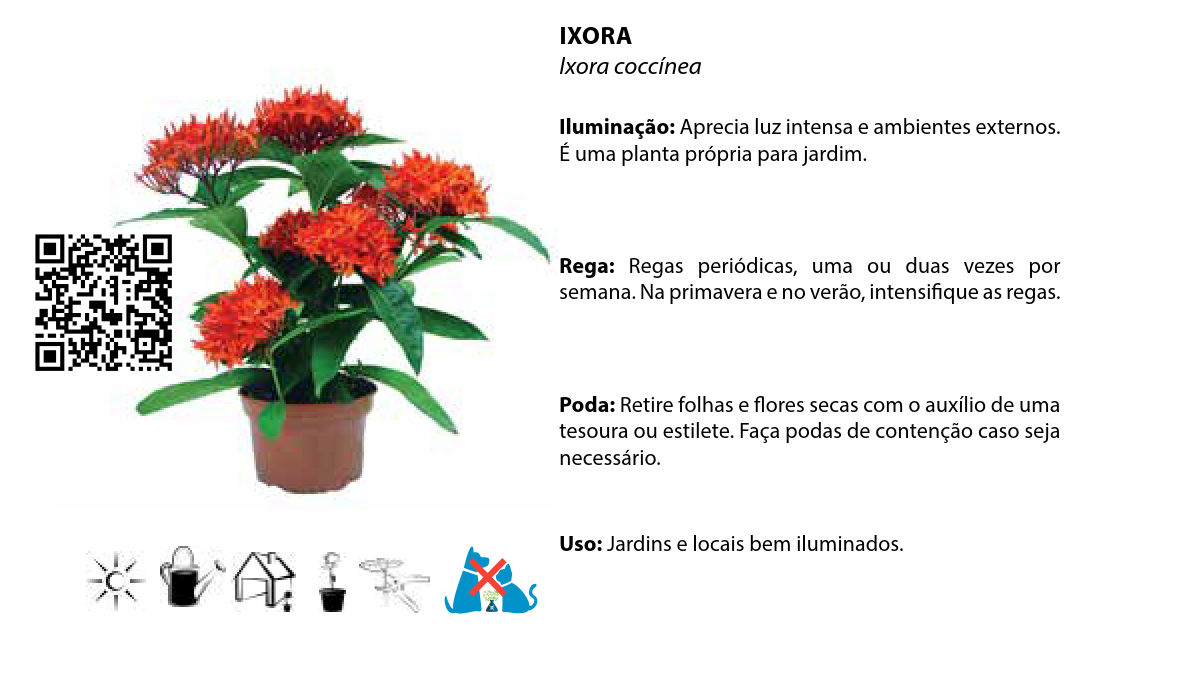 IXORA
Ixora coccínea
Iluminação: Aprecia luz intensa e ambientes externos.
É uma planta própria para jardim.
Rega: Regas periódicas, uma ou duas vezes por
semana. Na primavera e no verão, intensifique as regas.
Poda: Retire folhas e flores secas com o auxílio de uma
tesoura ou estilete. Faça podas de contenção caso seja
necessário.
Uso: Jardins e locais bem iluminados.